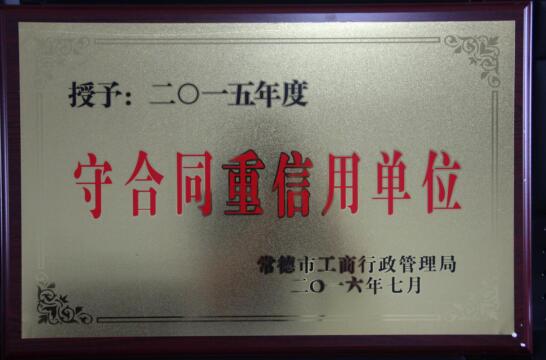 授予：二〇一五年度
守合同重信用单位
常德市工商行政管理局
二〇一六年七月